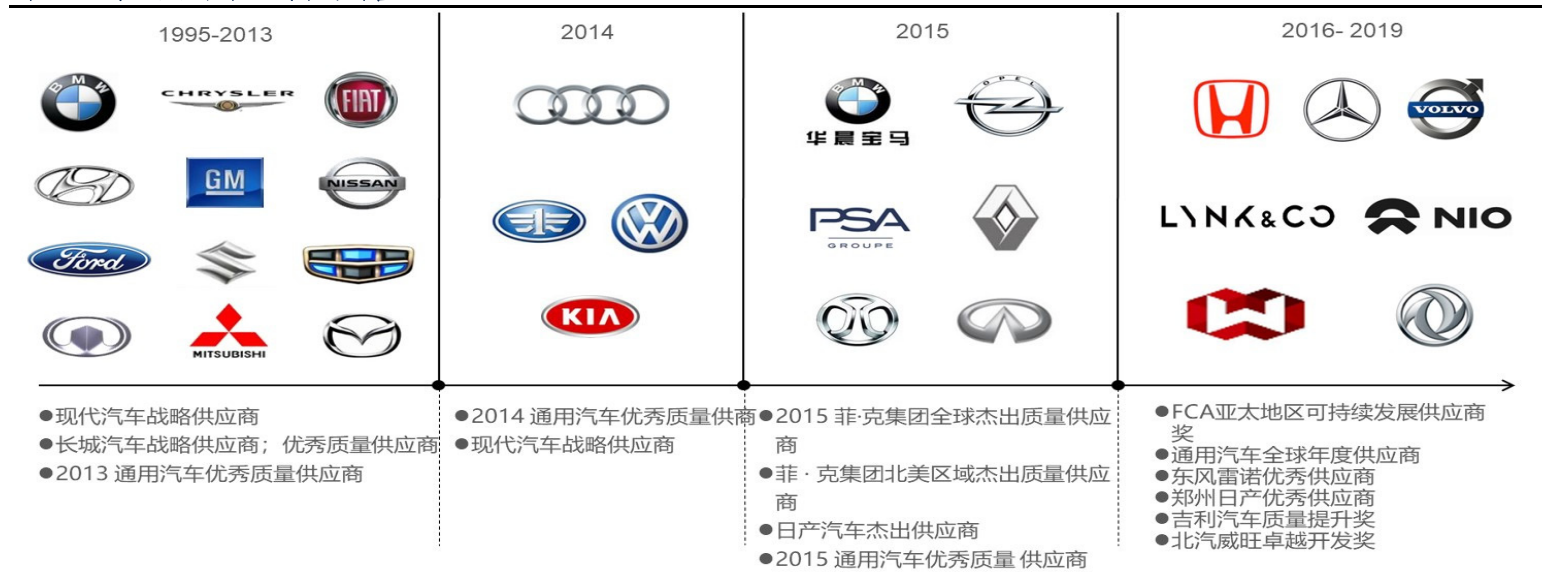 1995-2013
2014
2015
2016- 2019
BMW
CHRYSLER
FIAT
BMW
华晨宝马
OPEL
VOLVO
GM
NISSAN
PSA
GROUPE
LYNK&CO
NIO
Ford
KIA
MITSUBISHI
●现代汽车战略供应商
●长城汽车战略供应商；优秀质量供应商
●2013 通用汽车优秀质量供应商
●2014 通用汽车优秀质量供商
●现代汽车战略供应商
●2015 菲·克集团全球杰出质量供应
商
●菲 · 克集团北美区域杰出质量供应
商
●日产汽车杰出供应商
●2015 通用汽车优秀质量 供应商
●FCA亚太地区可持续发展供应商
奖
●通用汽车全球年度供应商
●东风雷诺优秀供应商
●郑州日产优秀供应商
●吉利汽车质量提升奖
●北汽威旺卓越开发奖